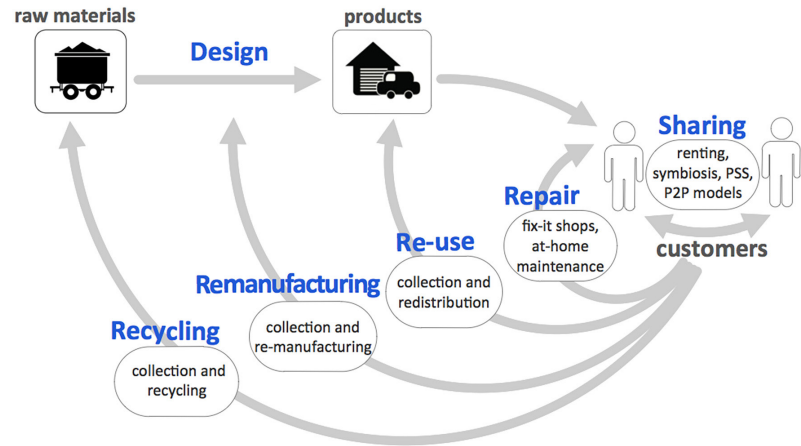 raw materials
products
Design
Sharing
renting,
symbiosis, PSS,
P2P models
customers
Repair
fix-it shops,
at-home
maintenance
Re-use
collection and
redistribution
Remanufacturing
collection and
re-manufacturing
Recycling
collection and
recycling